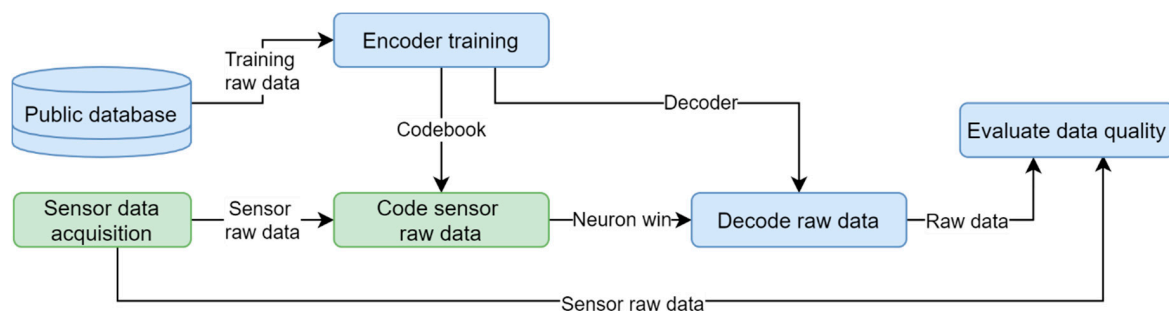 Encoder training
Training
raw data
Public database
Decoder
Codebook
Evaluate data quality
Sensor data
acquisition
Sensor
raw data
Code sensor
raw data
Neuron win
Decode raw data
Raw data
Sensor raw data